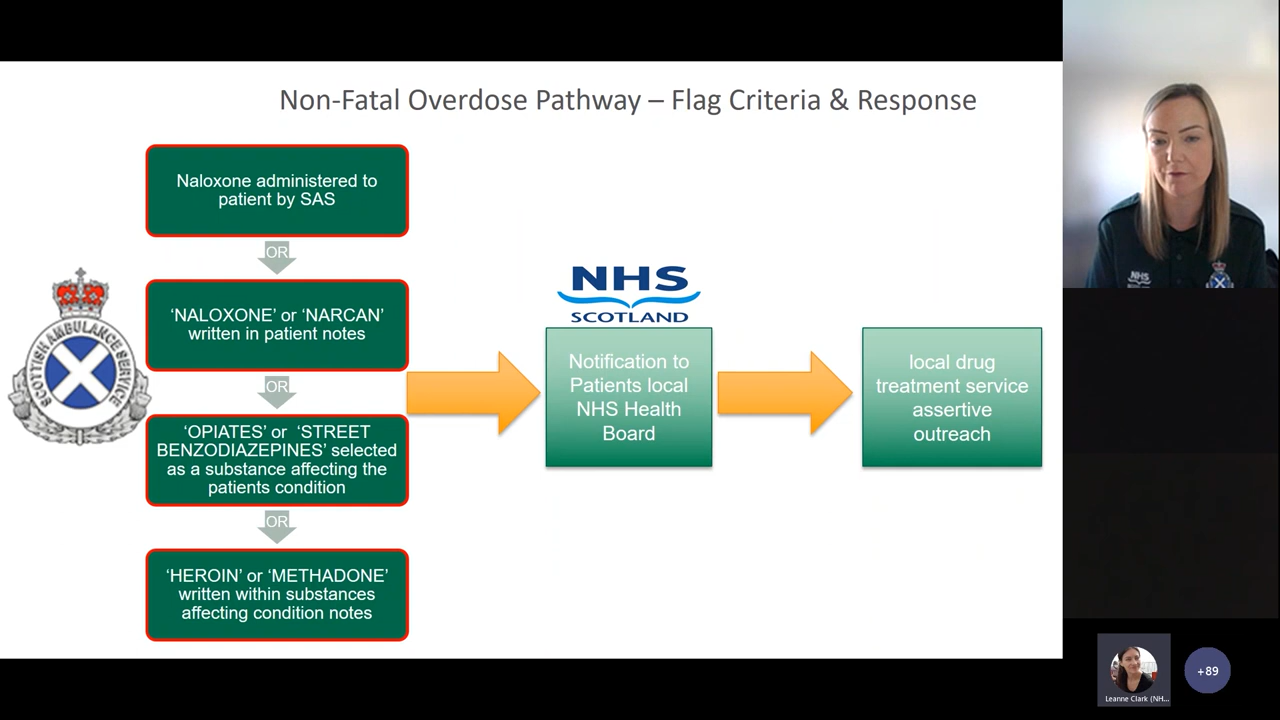 Non-Fatal Overdose Pathway – Flag Criteria & Response
Naloxone administered to
patient by SAS
OR
‘NALOXONE’ or ‘NARCAN’
written in patient notes
OR
‘OPIATES’ or ‘STREET
BENZODIAZEPINES’ selected
as a substance affecting the
patients condition
OR
‘HEROIN’ or ‘METHADONE’
written within substances
affecting condition notes
SCOTTISH AMBULANCE SERVICE
NHS
SCOTLAND
Notification to
Patients local
NHS Health
Board
local drug
treatment service
assertive
outreach
NHS
Leanne Clark (NH...
+89